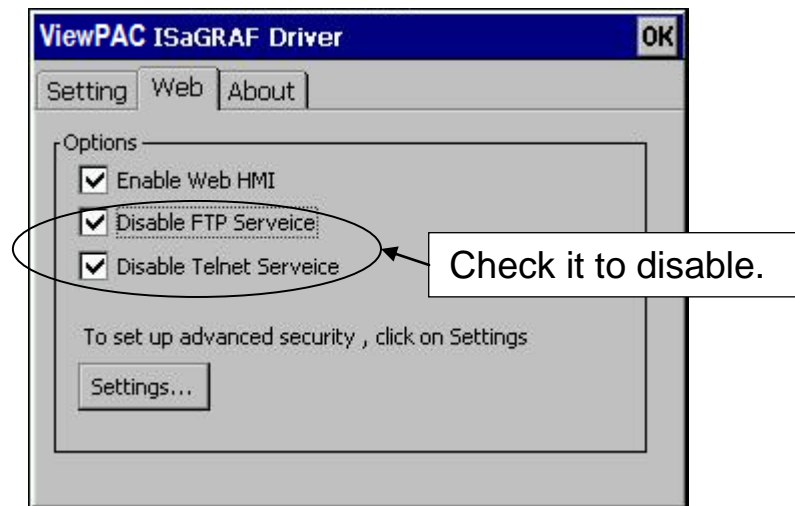 ViewPAC ISaGRAF Driver OK
Setting Web About
Options
Enable Web HMI
Disable FTP Serveice
Disable Telnet Serveice
Check it to disable.
To set up advanced security , click on Settings
Settings...